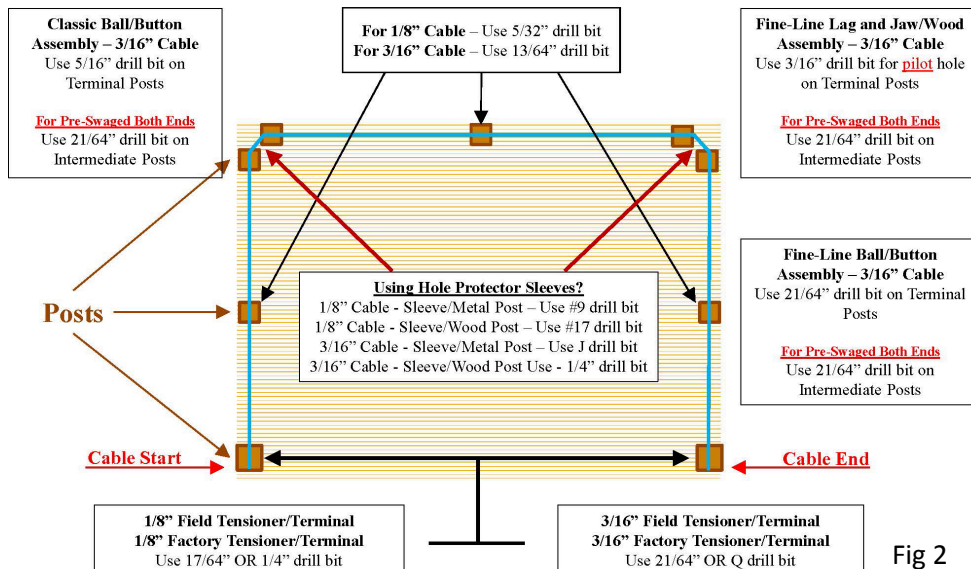 Classic Ball/Button
Assembly – 3/16” Cable
Use 5/16” drill bit on
Terminal Posts
For Pre-Swaged Both Ends
Use 21/64” drill bit on
Intermediate Posts
For 1/8” Cable – Use 5/32” drill bit
For 3/16” Cable – Use 13/64” drill bit
Fine-Line Lag and Jaw/Wood
Assembly – 3/16” Cable
Use 3/16” drill bit for pilot hole
on Terminal Posts
For Pre-Swaged Both Ends
Use 21/64” drill bit on
Intermediate Posts
Posts
Using Hole Protector Sleeves?
1/8” Cable - Sleeve/Metal Post – Use #9 drill bit
1/8” Cable - Sleeve/Wood Post – Use #17 drill bit
3/16” Cable - Sleeve/Metal Post – Use J drill bit
3/16” Cable - Sleeve/Wood Post Use - 1/4” drill bit
Fine-Line Ball/Button
Assembly – 3/16” Cable
Use 21/64” drill bit on Terminal
Posts
For Pre-Swaged Both Ends
Use 21/64” drill bit on
Intermediate Posts
Cable Start
Cable End
1/8” Field Tensioner/Terminal
1/8” Factory Tensioner/Terminal
Use 17/64” OR 1/4” drill bit
3/16” Field Tensioner/Terminal
3/16” Factory Tensioner/Terminal
Use 21/64” OR Q drill bit
Fig 2